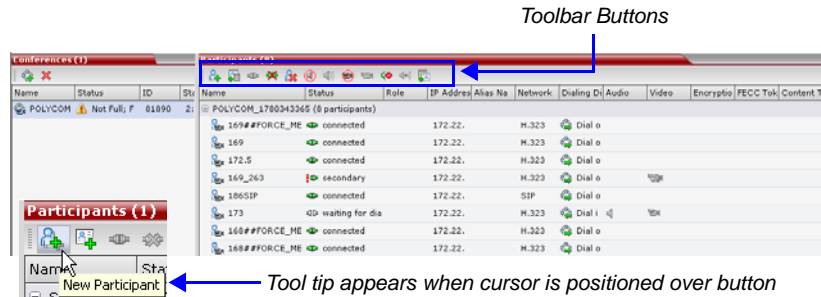 Toolbar Buttons
Conferences (1)
Participants (8)
Name Status ID Sta
Name Status Role IP Addres Alias Na Network Dialing Di Audio Video Encryptio FECC Tok Content T
POLYCOM Not Full; F 01090 2:
POLYCOM_1780343365 (8 participants)
169##FORCE_ME connected 172.22. H.323 Dial o
169 connected 172.22. H.323 Dial o
172.5 connected 172.22. H.323 Dial o
169_263 secondary 172.22. H.323 Dial o
186SIP connected 172.22. SIP Dial o
173 waiting for dia 172.22. H.323 Dial i
160##FORCE_ME connected 172.22. H.323 Dial o
168##FORCE_ME connected 172.22. H.323 Dial o
Participants (1)
Name Sta
New Participant
Tool tip appears when cursor is positioned over button